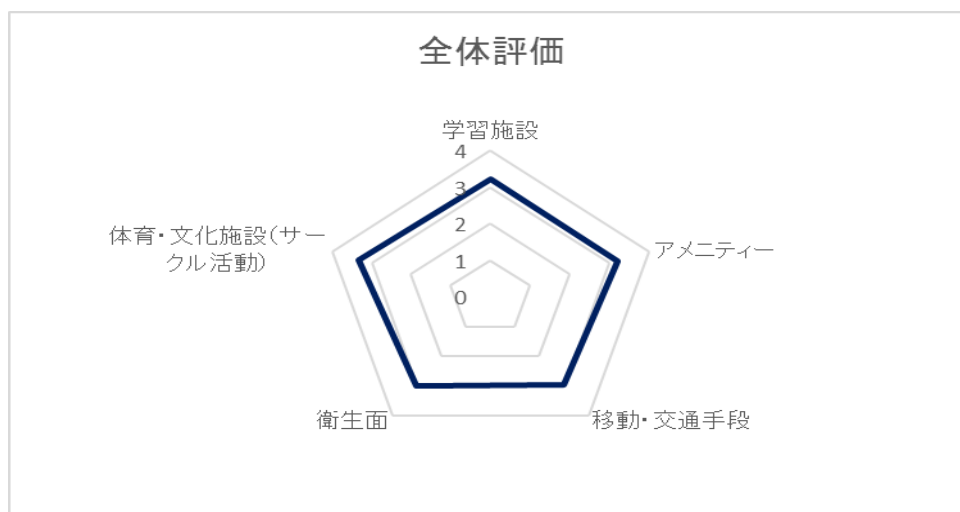 全体評価
学習施設
4
3
2
1
0
アメニティー
移動・交通手段
衛生面
体育・文化施設(サー
クル活動)